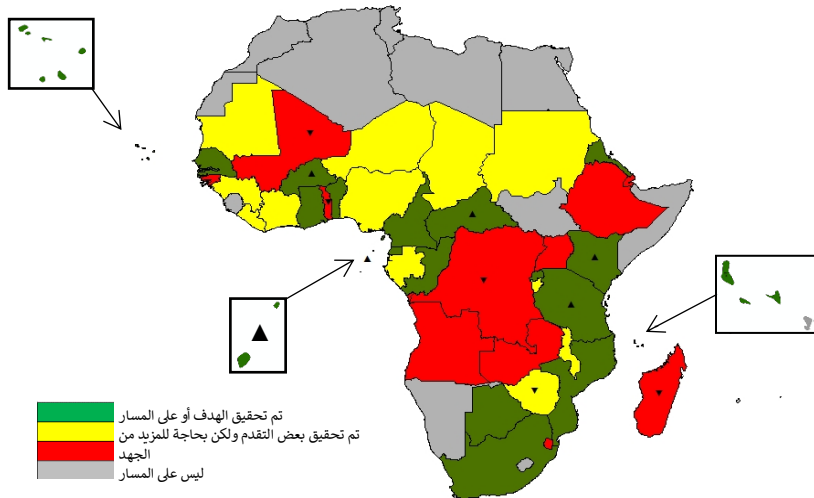 تم تحقيق الهدف أو على المسار
تم تحقيق بعض التقدم ولكن بحاجة للمزيد من
الجهد
ليس على المسار